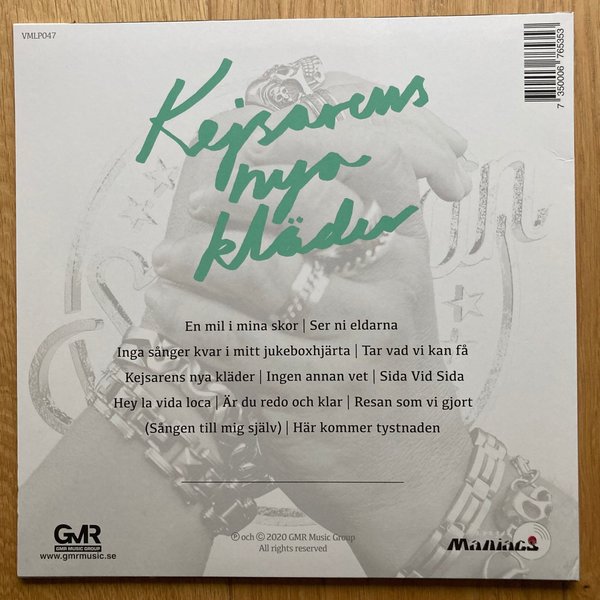 VMLP047
7 350006 765353
Kejsarens
nya
kläder
En mil i mina skor | Ser ni eldarna
Inga sånger kvar i mitt jukeboxhjärta | Tar vad vi kan få
Kejsarens nya kläder | Ingen annan vet | Sida Vid Sida
Hey la vida loca | Är du redo och klar | Resan som vi gjort
(Sången till mig själv) | Här kommer tystnaden
GMR
GMR MUSIC GROUP
www.gmrmusic.se
℗ och © 2020 GMR Music Group
All rights reserved
Maniacs